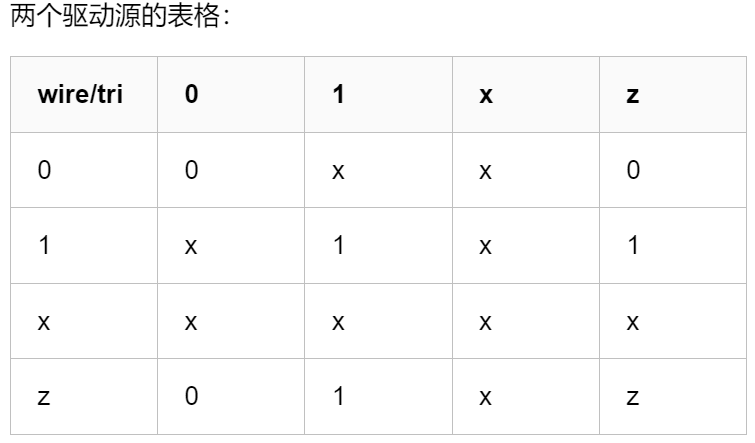 两个驱动源的表格：
wire/tri 0 1 x z
0 0 x x 0
1 x 1 x 1
x x x x x
z 0 1 x z